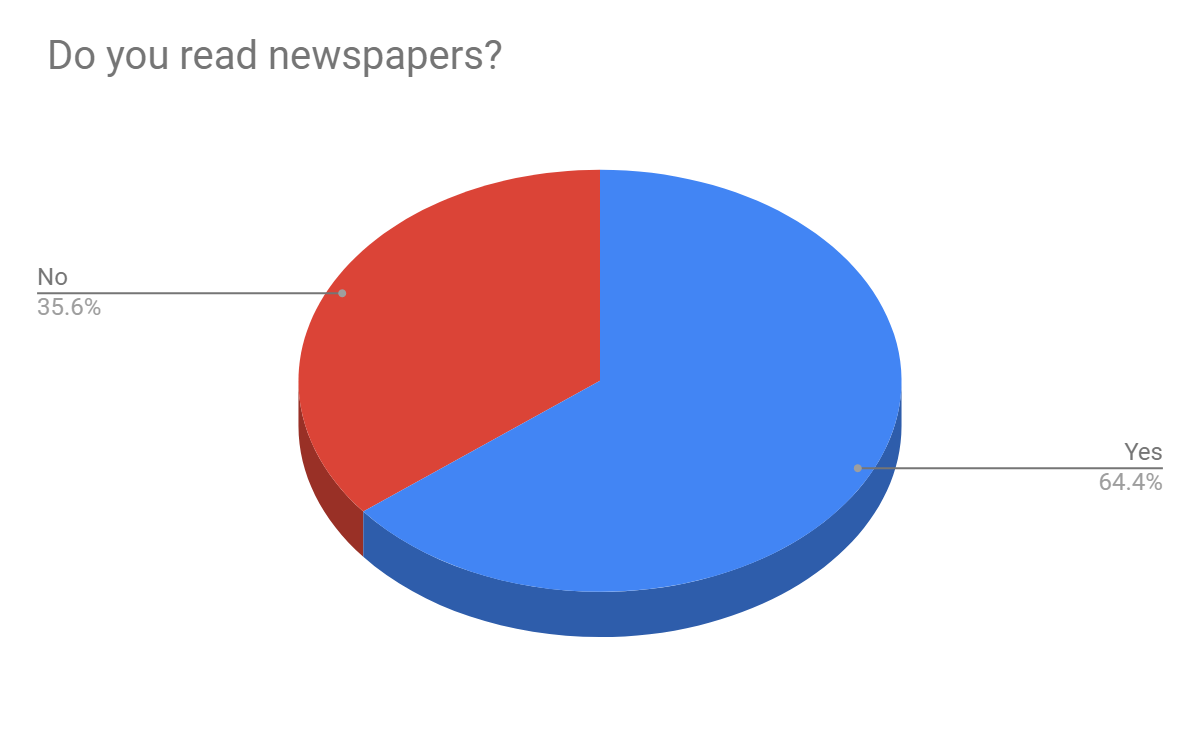 Do you read newspapers?
No
35.6%
Yes
64.4%